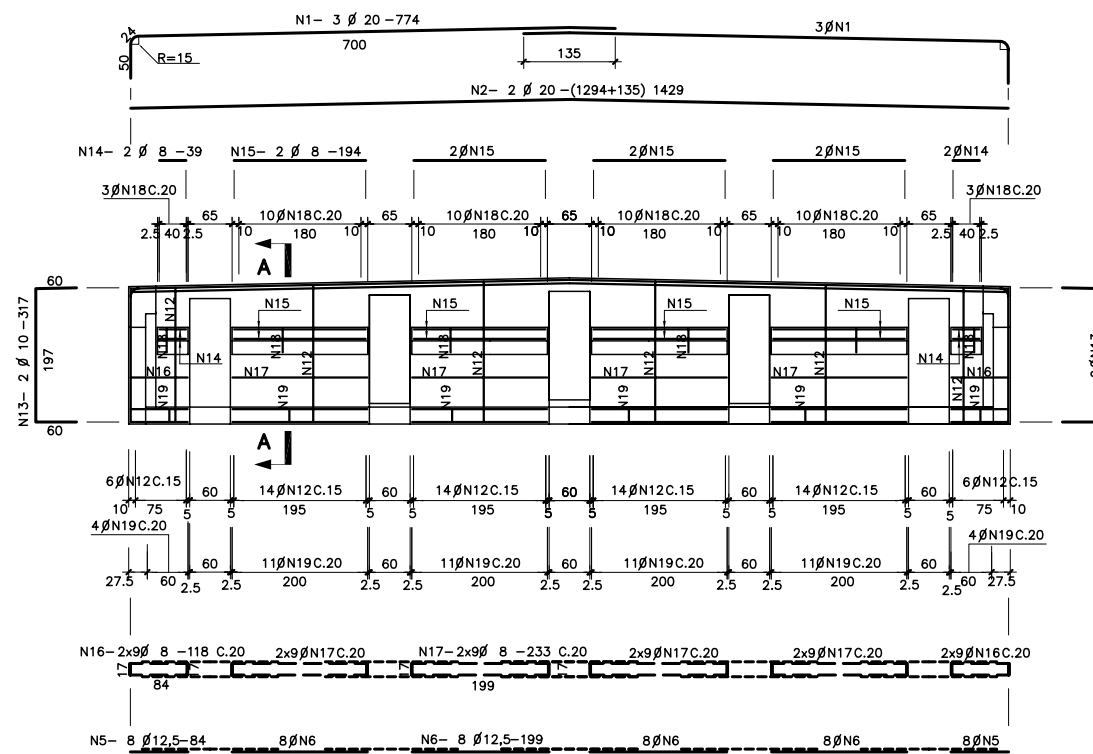 N1- 3 Ø 20 -774
3ØN1
24
700
50
R=15
135
N2- 2 Ø 20 -(1294+135) 1429
N14- 2 Ø 8 -39
N15- 2 Ø 8 -194
2ØN15
2ØN15
2ØN15
2ØN14
3ØN18C.20
3ØN18C.20
65
10ØN18C.20
65
10ØN18C.20
65
10ØN18C.20
65
10ØN18C.20
65
2.5
40
2.5
10
180
10
10
180
10
10
180
10
10
180
10
2.5
40
2.5
A
60
60
N13- 2 Ø 10 -317
197
N12
N18
N14
N16
N19
N15
N18
N12
N17
N19
N15
N18
N12
N17
N19
N15
N18
N12
N17
N19
N15
N12
N17
N19
N14
N18
N12
N16
N19
A
6ØN12C.15
60
14ØN12C.15
60
14ØN12C.15
60
14ØN12C.15
60
14ØN12C.15
60
6ØN12C.15
10
75
5
5
195
5
5
195
5
5
195
5
5
195
5
5
75
10
4ØN19C.20
4ØN19C.20
60
11ØN19C.20
60
11ØN19C.20
60
11ØN19C.20
60
11ØN19C.20
60
27.5
60
2.5
2.5
200
2.5
2.5
200
2.5
2.5
200
2.5
2.5
200
2.5
2.5
60
27.5
N16-2x9Ø 8 -118 C.20
2x9ØN17C.20
N17-2x9Ø 8 -233 C.20
2x9ØN17C.20
2x9ØN17C.20
2x9ØN16C.20
17
17
17
17
84
199
N5- 8 Ø12,5-84
8ØN6
N6- 8 Ø12,5-199
8ØN6
8ØN6
8ØN5